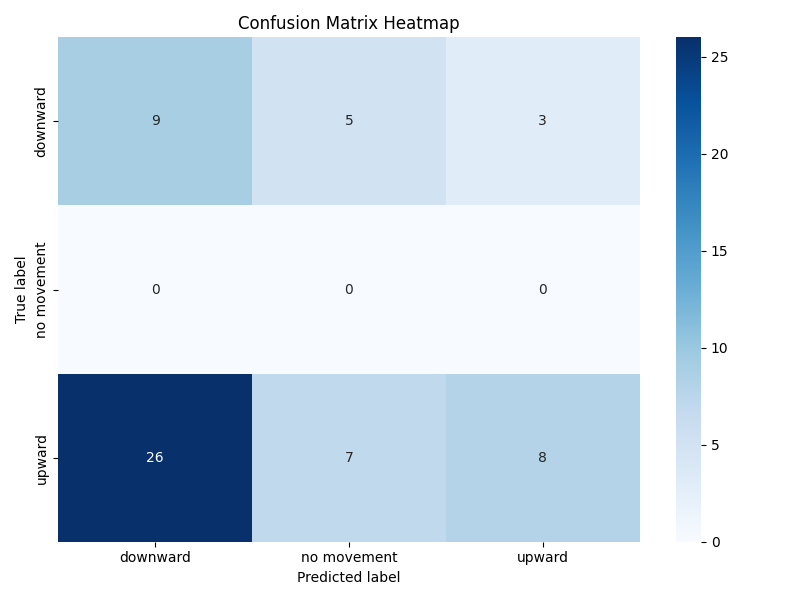 Confusion Matrix Heatmap
True label
downward
no movement
upward
9 5 3
0 0 0
26 7 8
downward no movement upward
Predicted label
25
20
15
10
5
0